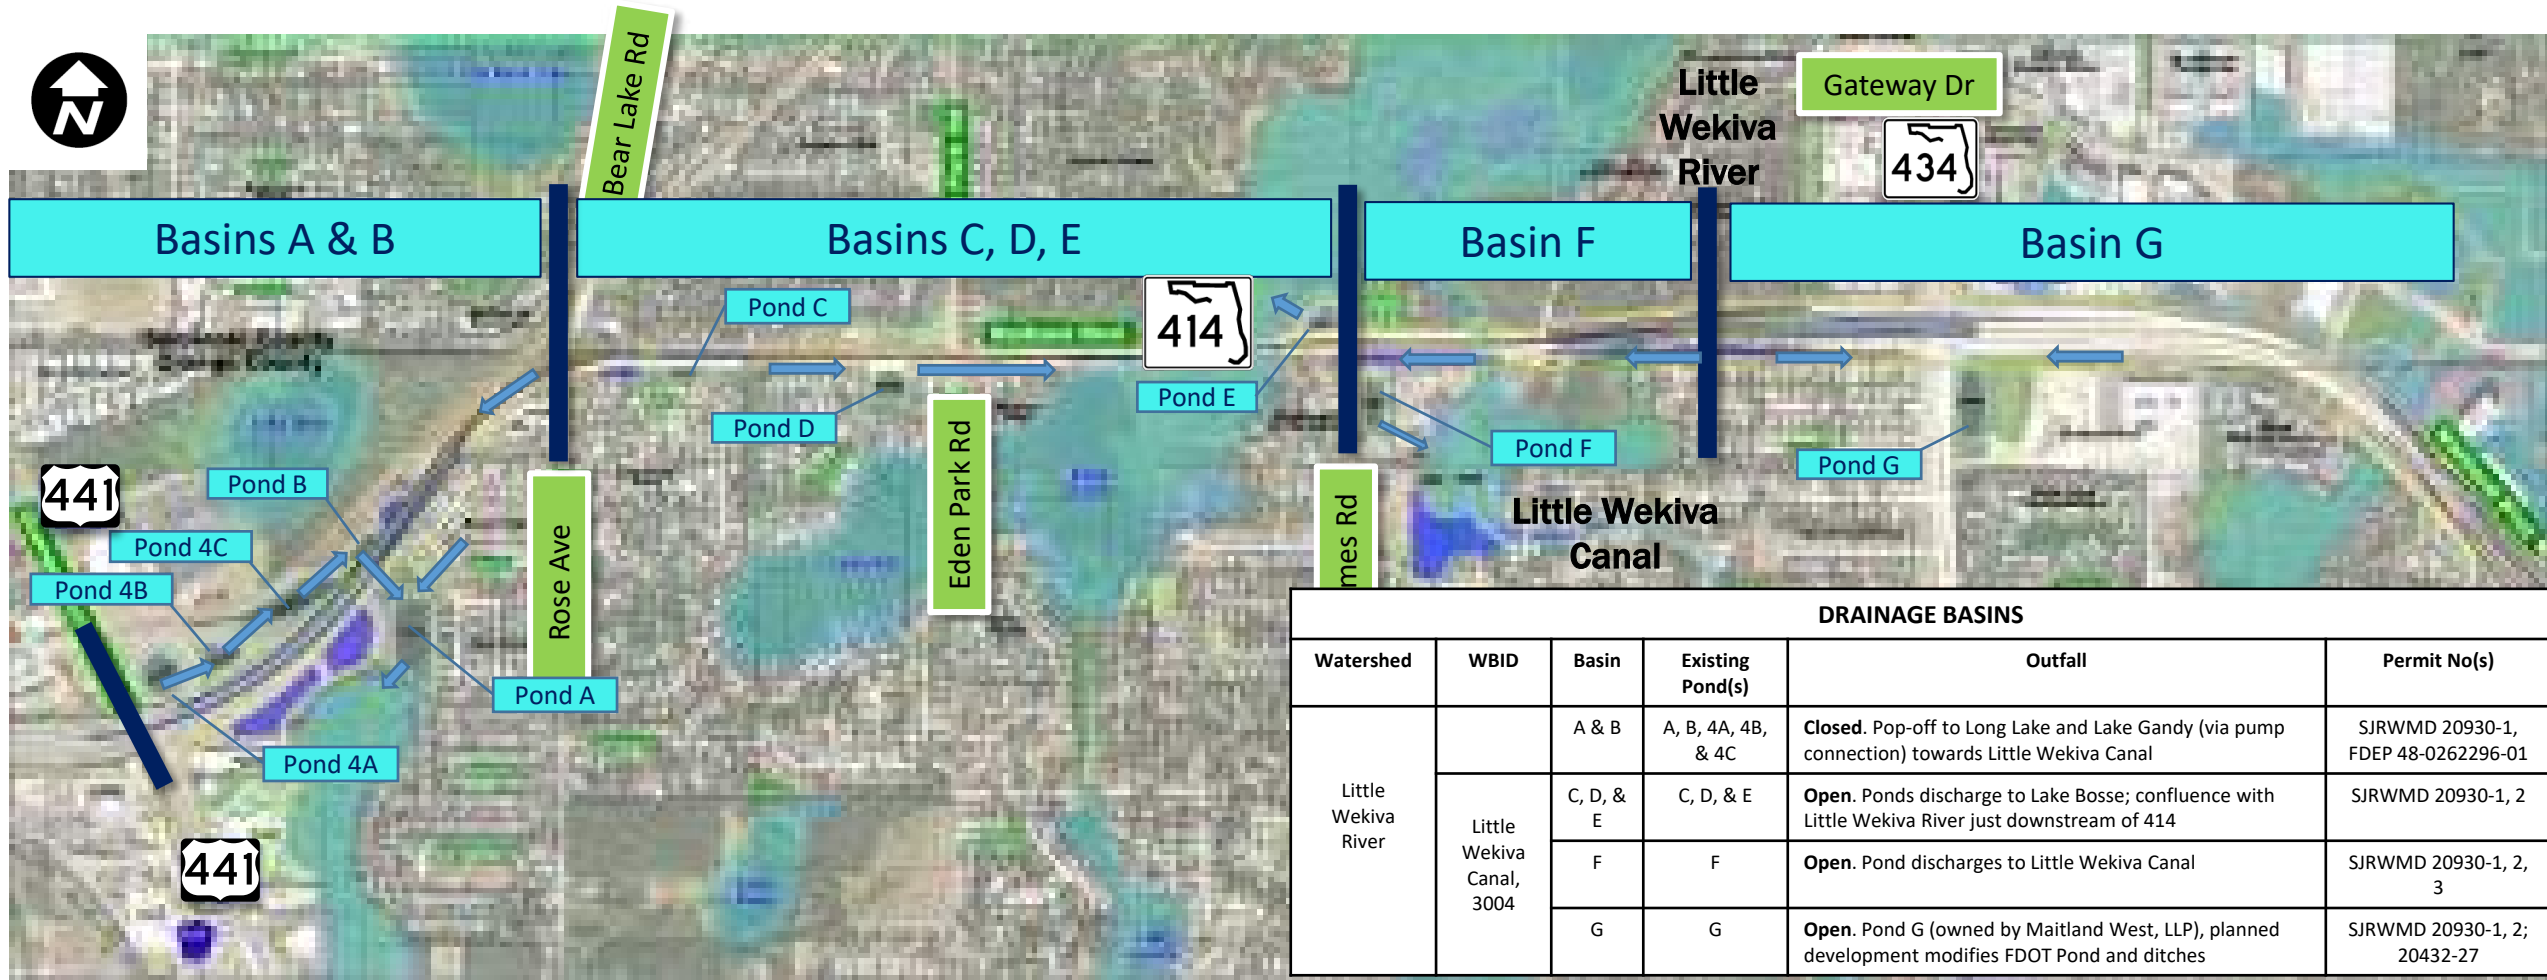 N
Bear Lake Rd
Little
Wekiva
River
Gateway Dr
434
Basins A & B
Basins C, D, E
Basin F
Basin G
Pond C
414
Pond D
Pond E
Pond F
Pond G
441
Pond B
Pond 4C
Pond 4B
Rose Ave
Eden Park Rd
mes Rd
Little Wekiva
Canal
Pond A
Pond 4A
441
DRAINAGE BASINS
Watershed
WBID
Basin
Existing
Pond(s)
Outfall
Permit No(s)
Little
Wekiva
River
A & B
A, B, 4A, 4B,
& 4C
Closed. Pop-off to Long Lake and Lake Gandy (via pump
connection) towards Little Wekiva Canal
SJRWMD 20930-1,
FDEP 48-0262296-01
Little
Wekiva
Canal,
3004
C, D, &
E
C, D, & E
Open. Ponds discharge to Lake Bosse; confluence with
Little Wekiva River just downstream of 414
SJRWMD 20930-1, 2
F
F
Open. Pond discharges to Little Wekiva Canal
SJRWMD 20930-1, 2,
3
G
G
Open. Pond G (owned by Maitland West, LLP), planned
development modifies FDOT Pond and ditches
SJRWMD 20930-1, 2;
20432-27